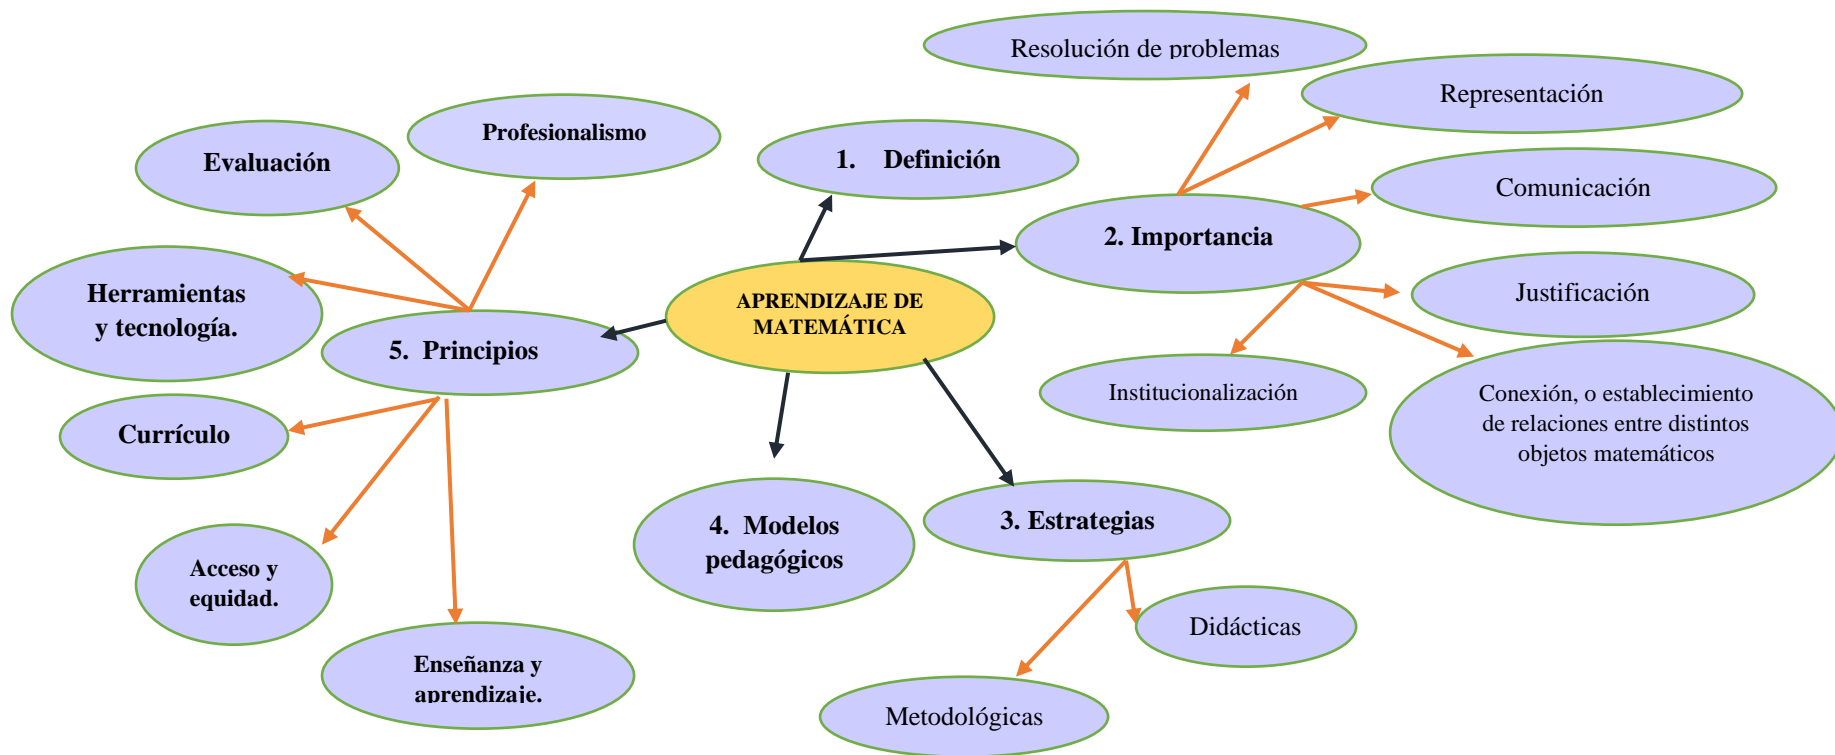 Resolución de problemas
Representación
Profesionalismo
Evaluación
1. Definición
Comunicación
2. Importancia
Herramientas
y tecnología.
APRENDIZAJE DE
MATEMÁTICA
Justificación
5. Principios
Institucionalización
Conexión, o establecimiento
de relaciones entre distintos
objetos matemáticos
Currículo
4. Modelos
pedagógicos
3. Estrategias
Acceso y
equidad.
Didácticas
Enseñanza y
aprendizaje.
Metodológicas